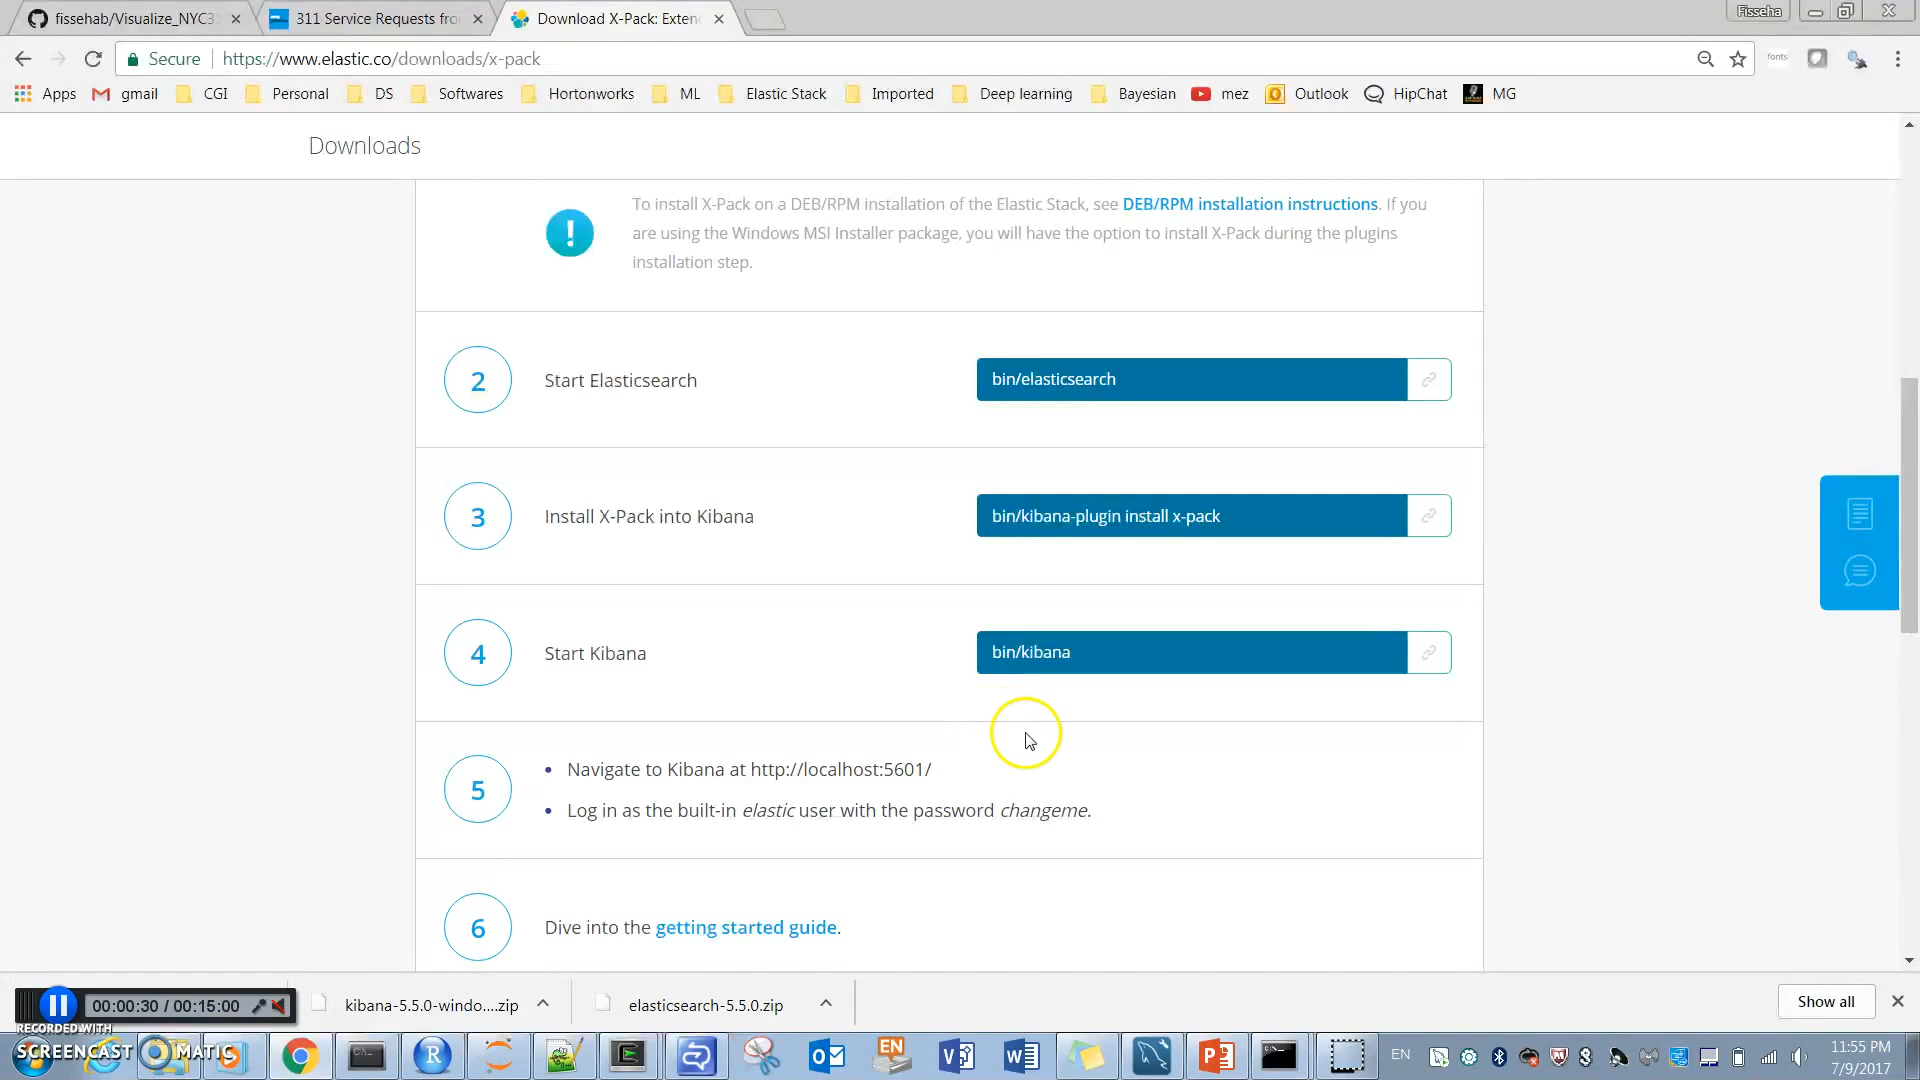 fissehab/Visualize_NYC3
311 Service Requests fro
Download X-Pack: Exten
Fisseha
Secure
https://www.elastic.co/downloads/x-pack
fonts
Apps
gmail
CGI
Personal
DS
Softwares
Hortonworks
ML
Elastic Stack
Imported
Deep learning
Bayesian
mez
Outlook
HipChat
MG
Downloads
To install X-Pack on a DEB/RPM installation of the Elastic Stack, see DEB/RPM installation instructions. If you
are using the Windows MSI Installer package, you will have the option to install X-Pack during the plugins
installation step.
2
Start Elasticsearch
bin/elasticsearch
3
Install X-Pack into Kibana
bin/kibana-plugin install x-pack
4
Start Kibana
bin/kibana
5
Navigate to Kibana at http://localhost:5601/
Log in as the built-in elastic user with the password changeme.
6
Dive into the getting started guide.
00:00:30 / 00:15:00
kibana-5.5.0-windo....zip
elasticsearch-5.5.0.zip
Show all
RECORDED WITH
SCREENCAST MATIC
EN
EN
11:55 PM
7/9/2017